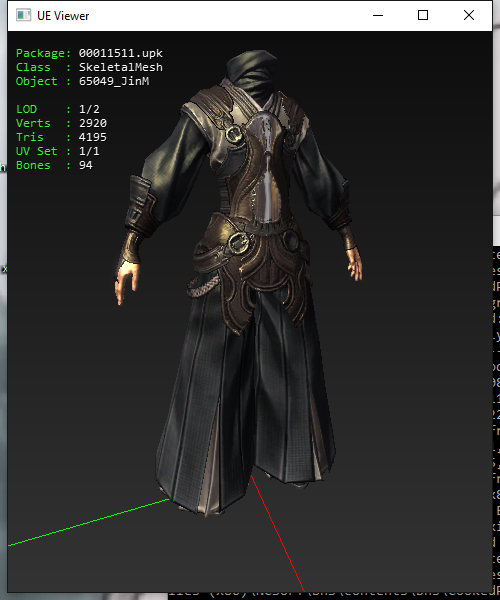 UE Viewer
Package: 00011511.upk
Class  : SkeletalMesh
Object : 65049_JinM
LOD    : 1/2
Verts  : 2920
Tris   : 4195
UV Set : 1/1
Bones  : 94